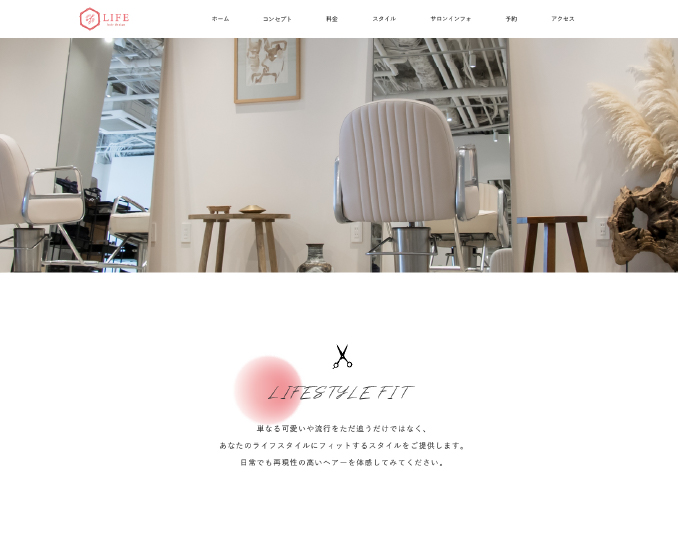 LIFE
hair design
ホーム
コンセプト
料金
スタイル
サロンインフォ
予約
アクセス
LIFESTYLE FIT
単なる可愛いや流行をただ追うだけではなく、
あなたのライフスタイルにフィットするスタイルをご提供します。
日常でも再現性の高いヘアーを体感してみてください。